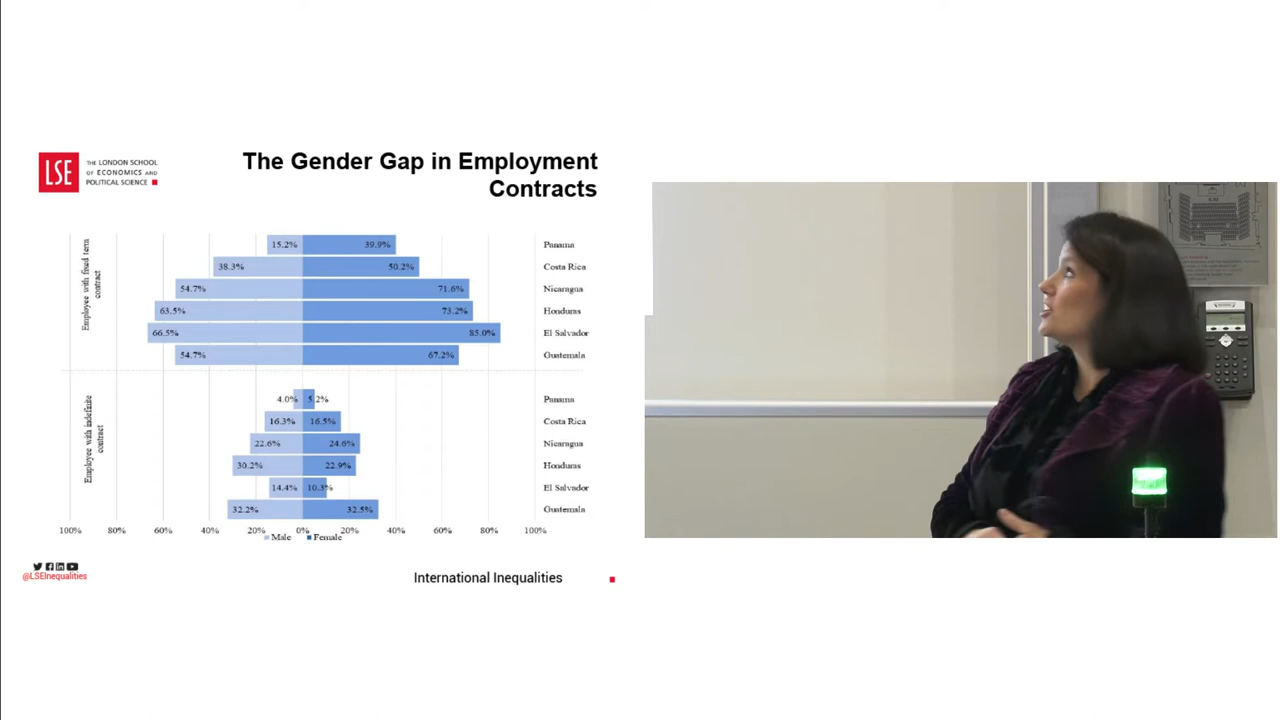 LSE
THE LONDON SCHOOL
OF ECONOMICS AND
POLITICAL SCIENCE
The Gender Gap in Employment
Contracts
Employee with fixed term
contract
15.2% 39.9% Panama
38.3% 50.2% Costa Rica
54.7% 71.6% Nicaragua
63.5% 73.2% Honduras
66.5% 85.0% El Salvador
54.7% 67.2% Guatemala
Employee with indefinite
contract
4.0% 5.2% Panama
16.3% 16.5% Costa Rica
22.6% 24.6% Nicaragua
30.2% 22.9% Honduras
14.4% 10.3% El Salvador
32.2% 32.5% Guatemala
100% 80% 60% 40% 20% 0% 20% 40% 60% 80% 100%
Male Female
@LSEInequalities
International Inequalities